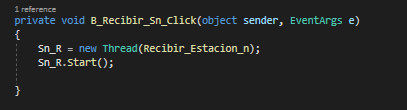 1 reference
private void B_Recibir_Sn_Click(object sender, EventArgs e)
{
Sn_R = new Thread(Recibir_Estacion_n);
Sn_R.Start();
}